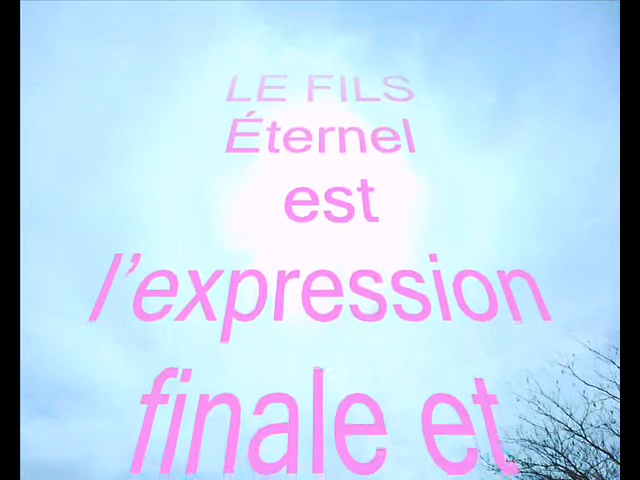 LE FILS
Éternel
est
l’expression
finale et